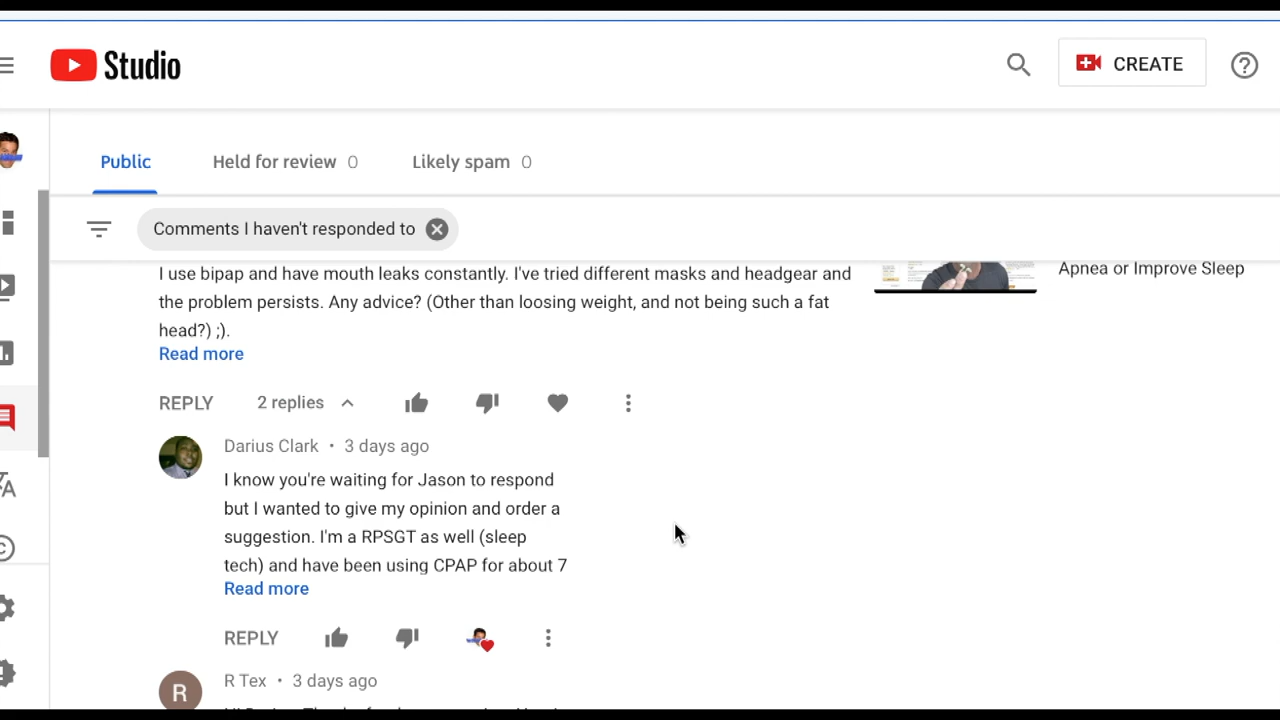 Studio
CREATE
Public
Held for review 0
Likely spam 0
Comments I haven't responded to
I use bipap and have mouth leaks constantly. I've tried different masks and headgear and
the problem persists. Any advice? (Other than loosing weight, and not being such a fat
head?) ;).
Read more
Apnea or Improve Sleep
REPLY 2 replies
Darius Clark • 3 days ago
I know you're waiting for Jason to respond
but I wanted to give my opinion and order a
suggestion. I'm a RPSGT as well (sleep
tech) and have been using CPAP for about 7
Read more
REPLY
R
R Tex • 3 days ago